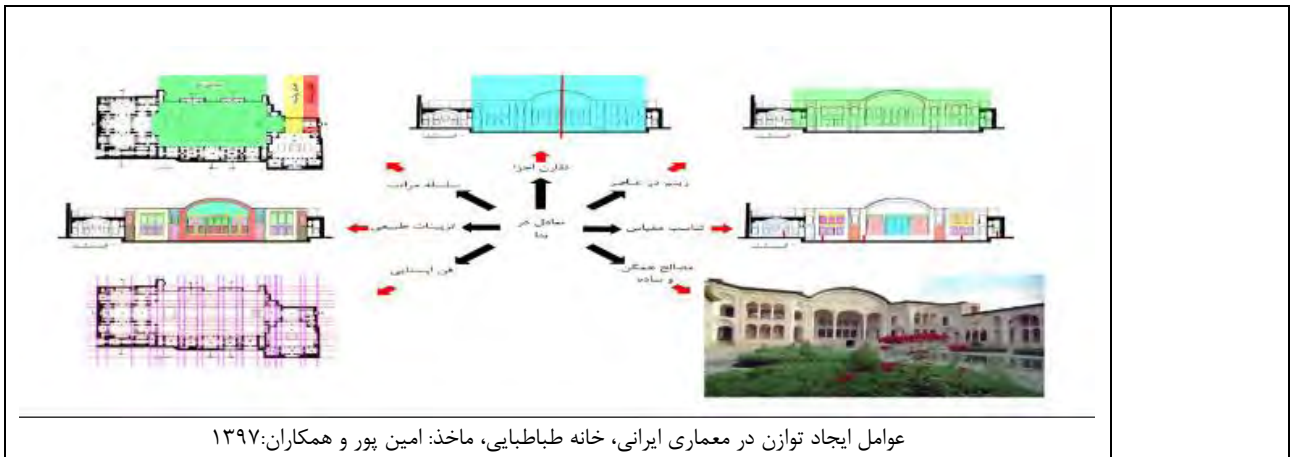 تقارن اجزا
ریتم در عناصر
سلسله مراتب
تعادل در
بنا
تناسب مقیاس
تزیینات طبیعی
مصالح همگن
و ساده
فن ایستایی
عوامل ایجاد توازن در معماری ایرانی، خانه طباطبایی، ماخذ: امین پور و همکاران:۱۳۹۷